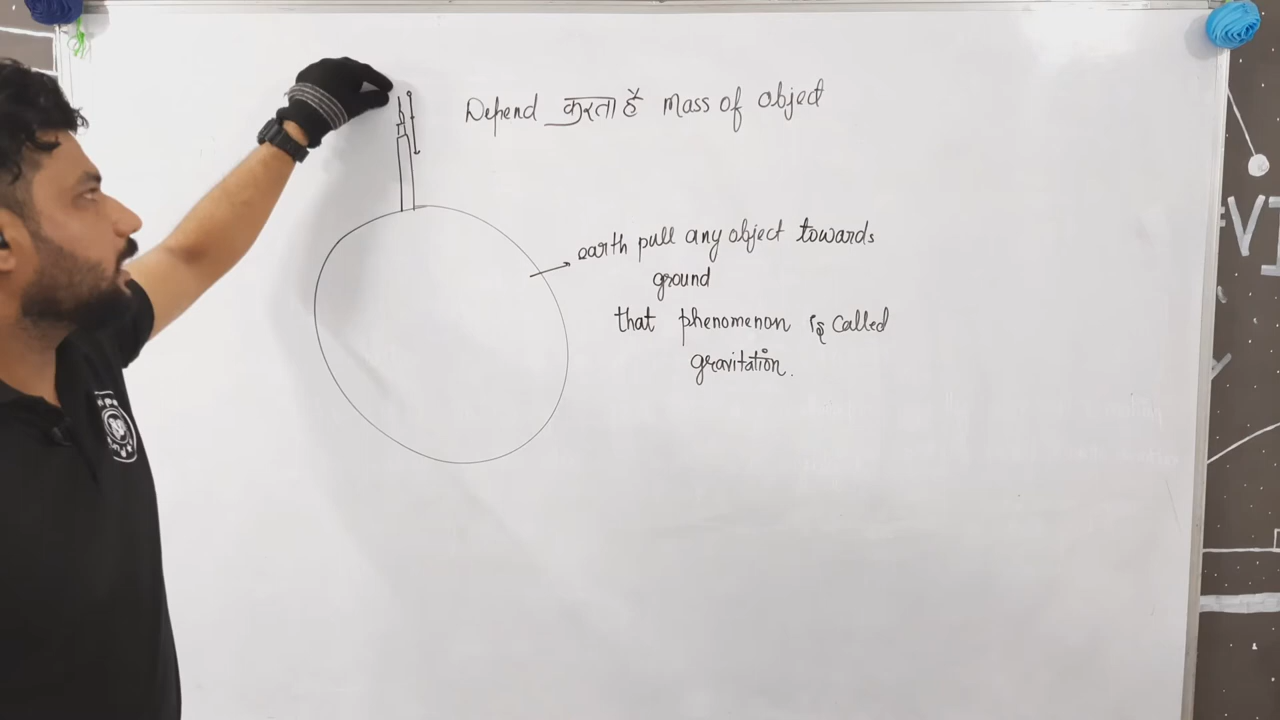 Depend करता है mass of object
earth pull any object towards
ground
that phenomenon is called
gravitation.